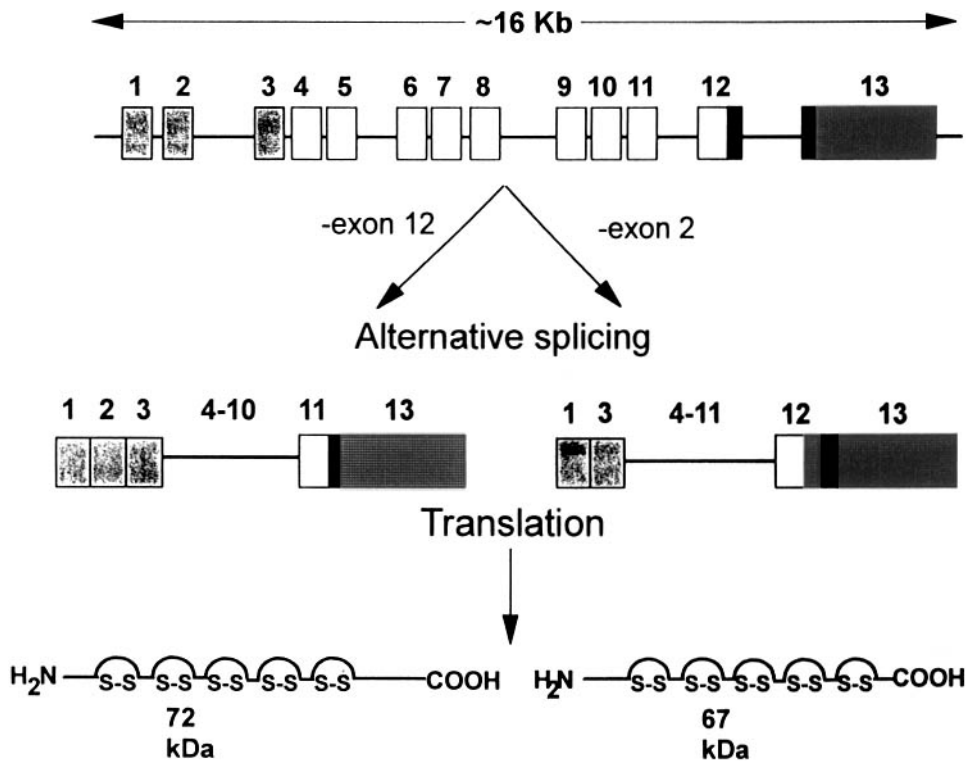 ~16 Kb
1 2 3 4 5 6 7 8 9 10 11 12 13
-exon 12 -exon 2
Alternative splicing
1 2 3 4-10 11 13 1 3 4-11 12 13
Translation
H₂N S-S S-S S-S S-S S-S COOH H₂N S-S S-S S-S S-S S-S COOH
72 67
kDa kDa